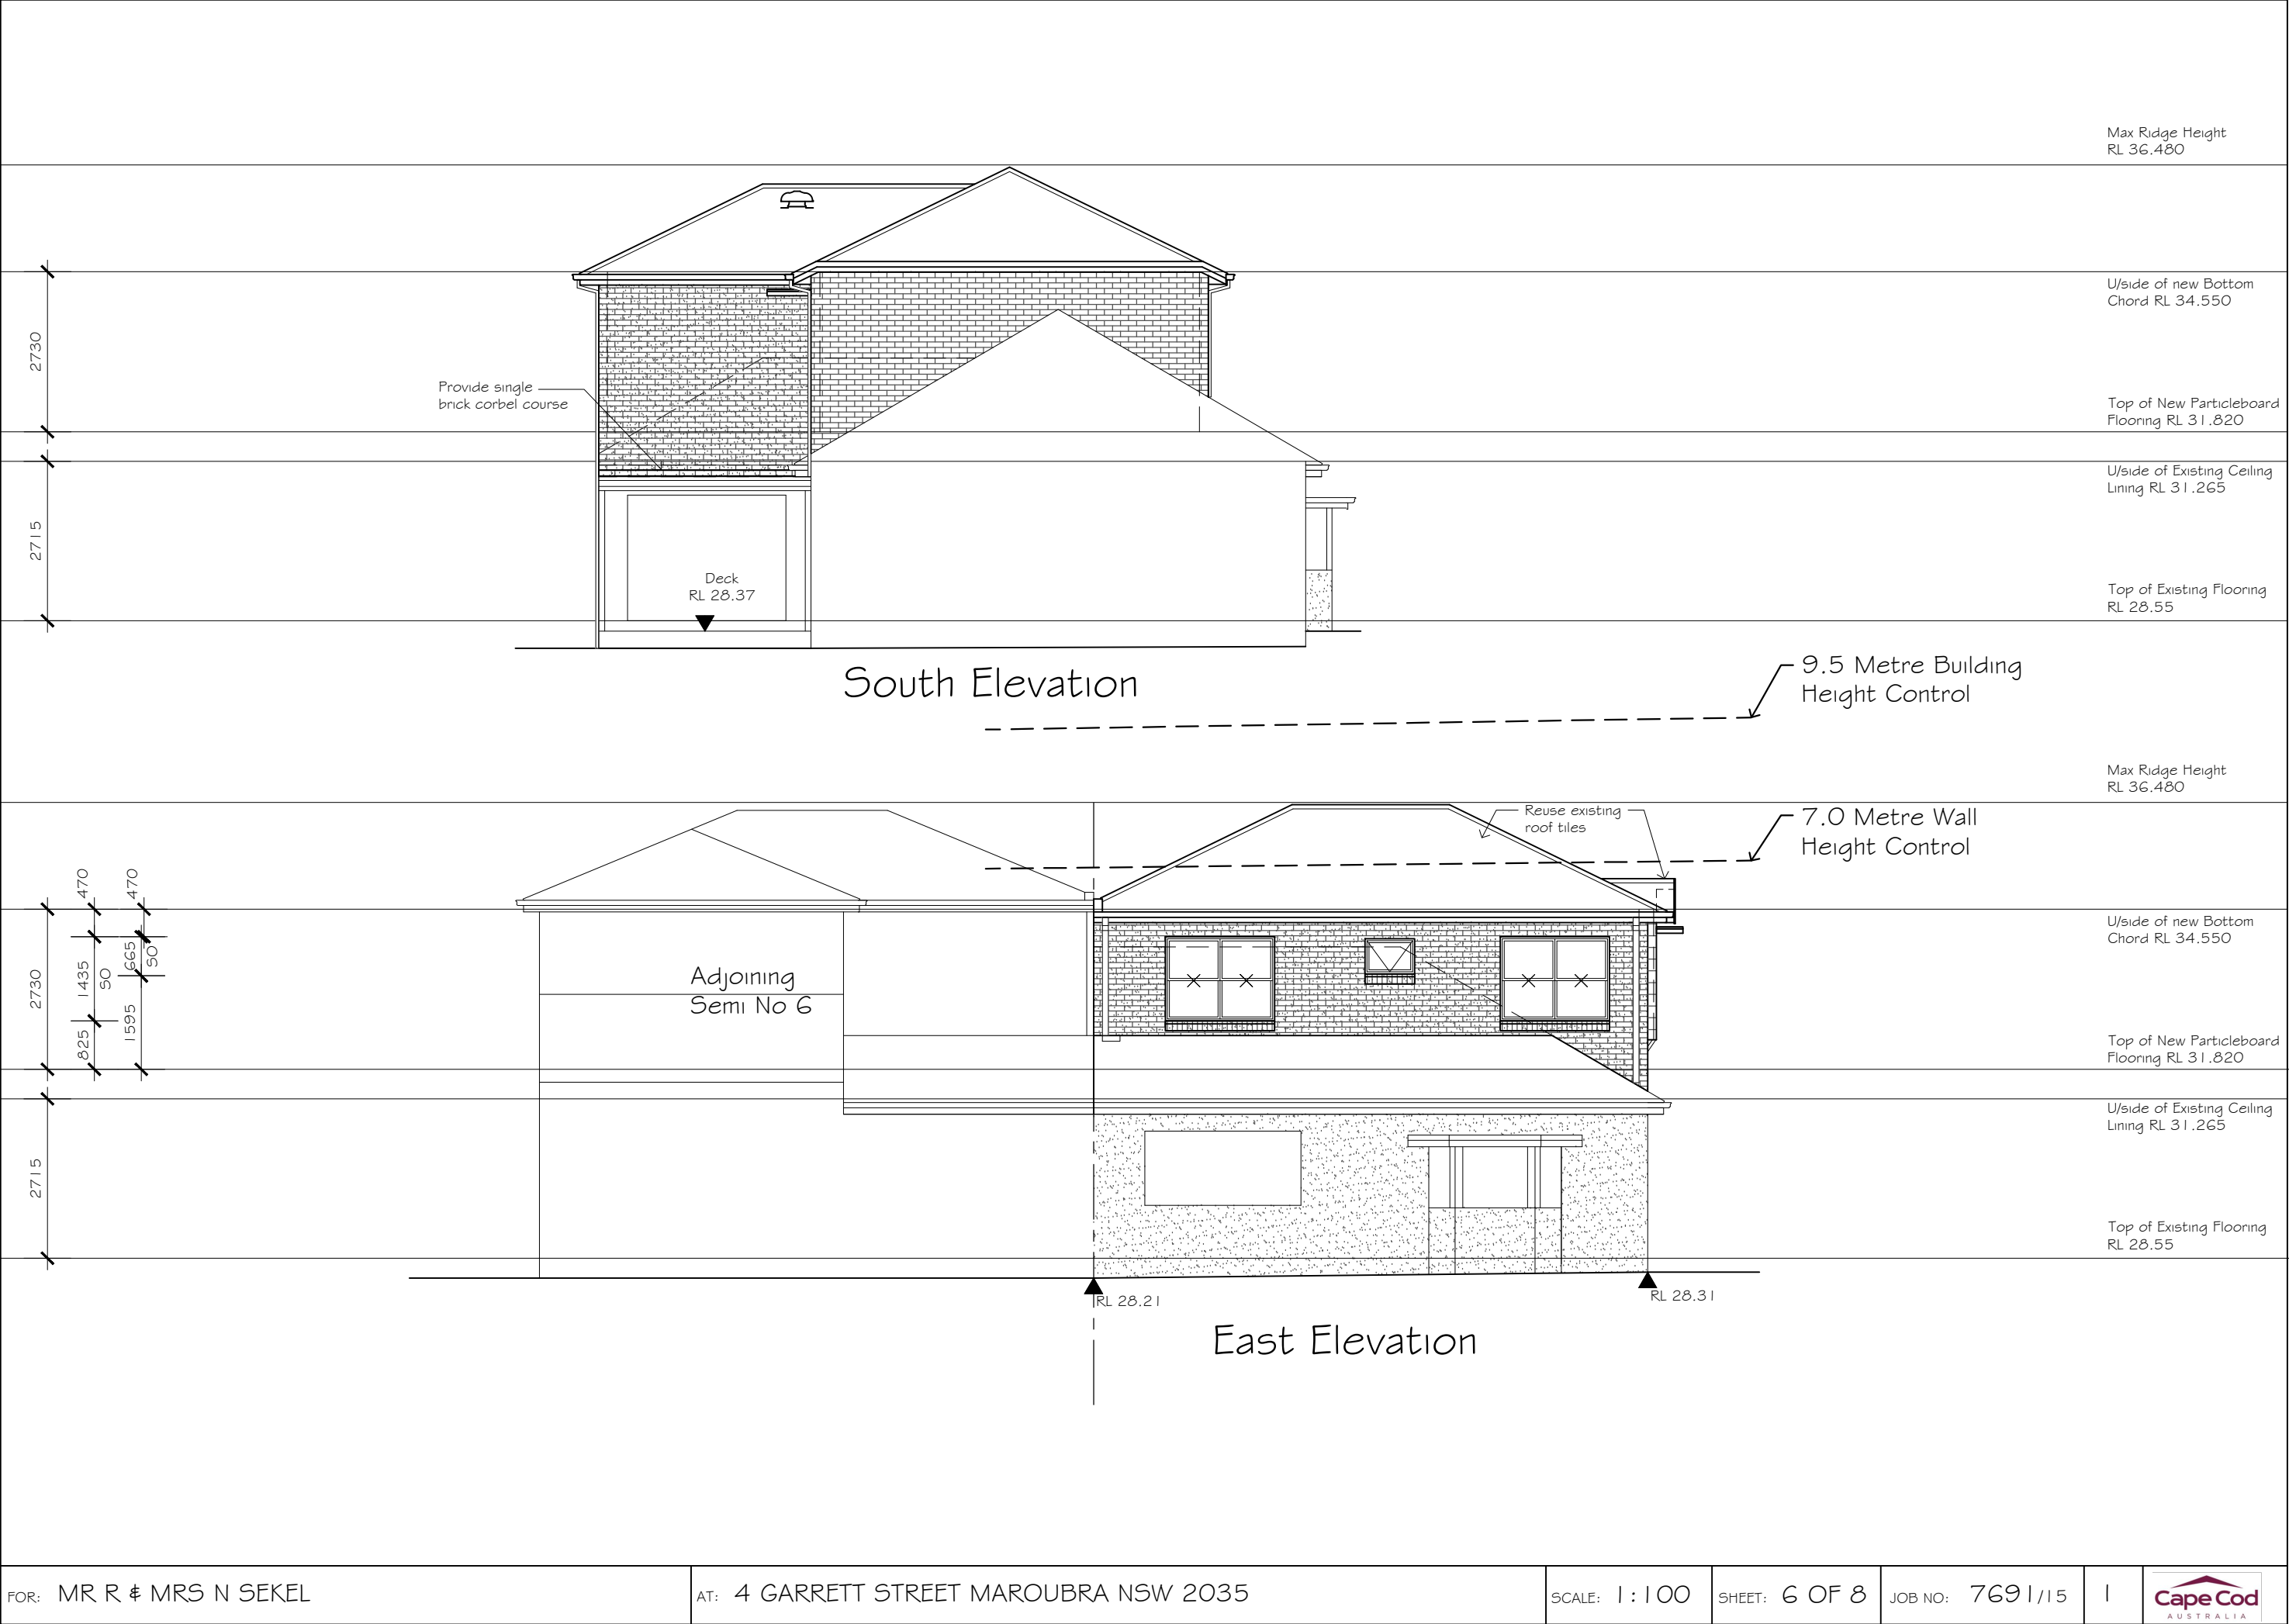 Max Ridge Height
RL 36.480
U/side of new Bottom
Chord RL 34.550
2730
Provide single
brick corbel course
Top of New Particleboard
Flooring RL 31.820
U/side of Existing Ceiling
Lining RL 31.265
2715
Deck
RL 28.37
Top of Existing Flooring
RL 28.55
South Elevation
9.5 Metre Building
Height Control
Max Ridge Height
RL 36.480
Reuse existing
roof tiles
7.0 Metre Wall
Height Control
470
470
U/side of new Bottom
Chord RL 34.550
2730
1435
50
665
50
825
1595
Adjoining
Semi No 6
Top of New Particleboard
Flooring RL 31.820
U/side of Existing Ceiling
Lining RL 31.265
2715
Top of Existing Flooring
RL 28.55
RL 28.21
RL 28.31
East Elevation
FOR: MR R & MRS N SEKEL
AT: 4 GARRETT STREET MAROUBRA NSW 2035
SCALE: 1:100
SHEET: 6 OF 8
JOB NO: 7691/15
1
Cape Cod
AUSTRALIA